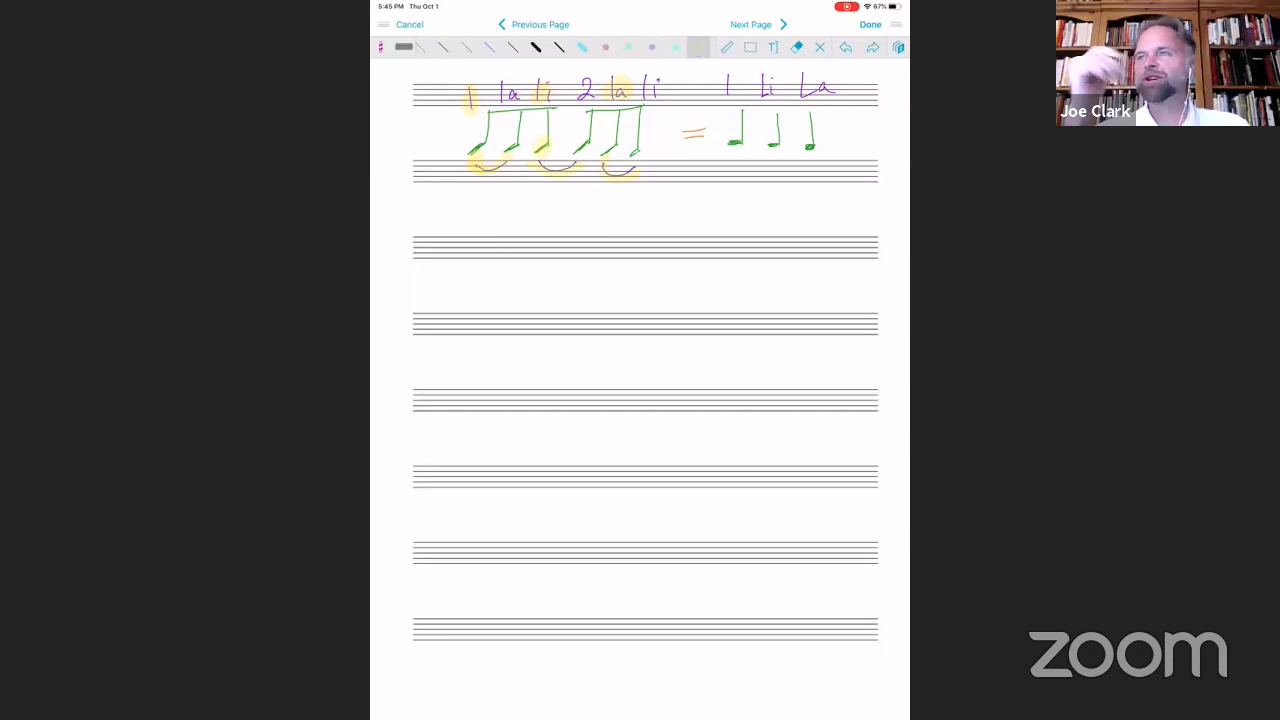 5:45 PM Thu Oct 1 67%
Cancel Previous Page Next Page Done
1 la li 2 la li 1 Li La
=
Joe Clark
zoom